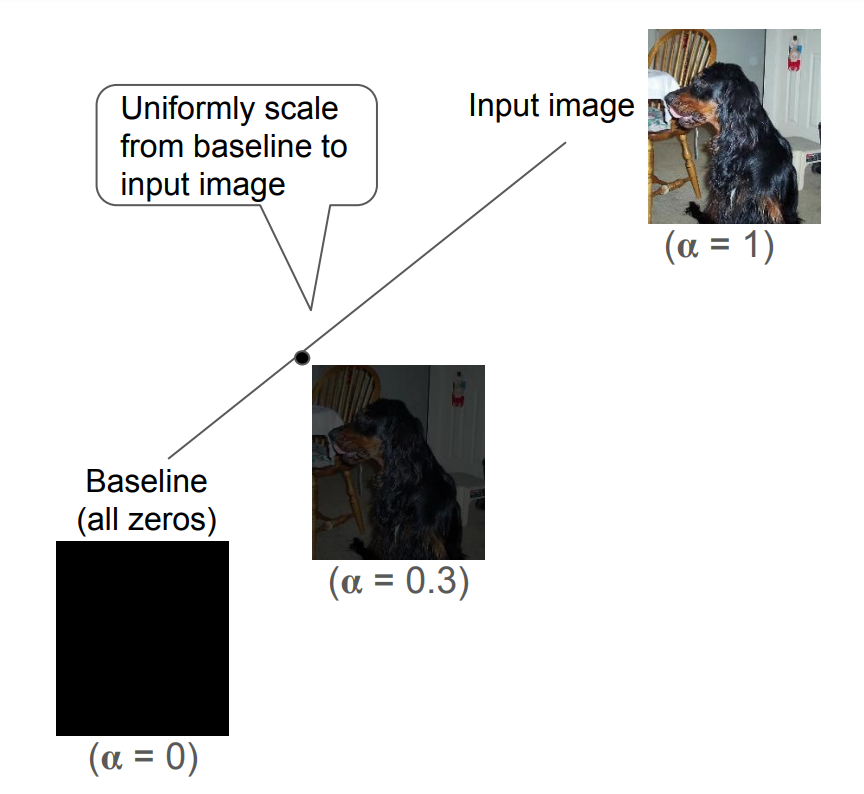 Uniformly scale
from baseline to
input image
Input image
(α = 1)
Baseline
(all zeros)
(α = 0.3)
(α = 0)